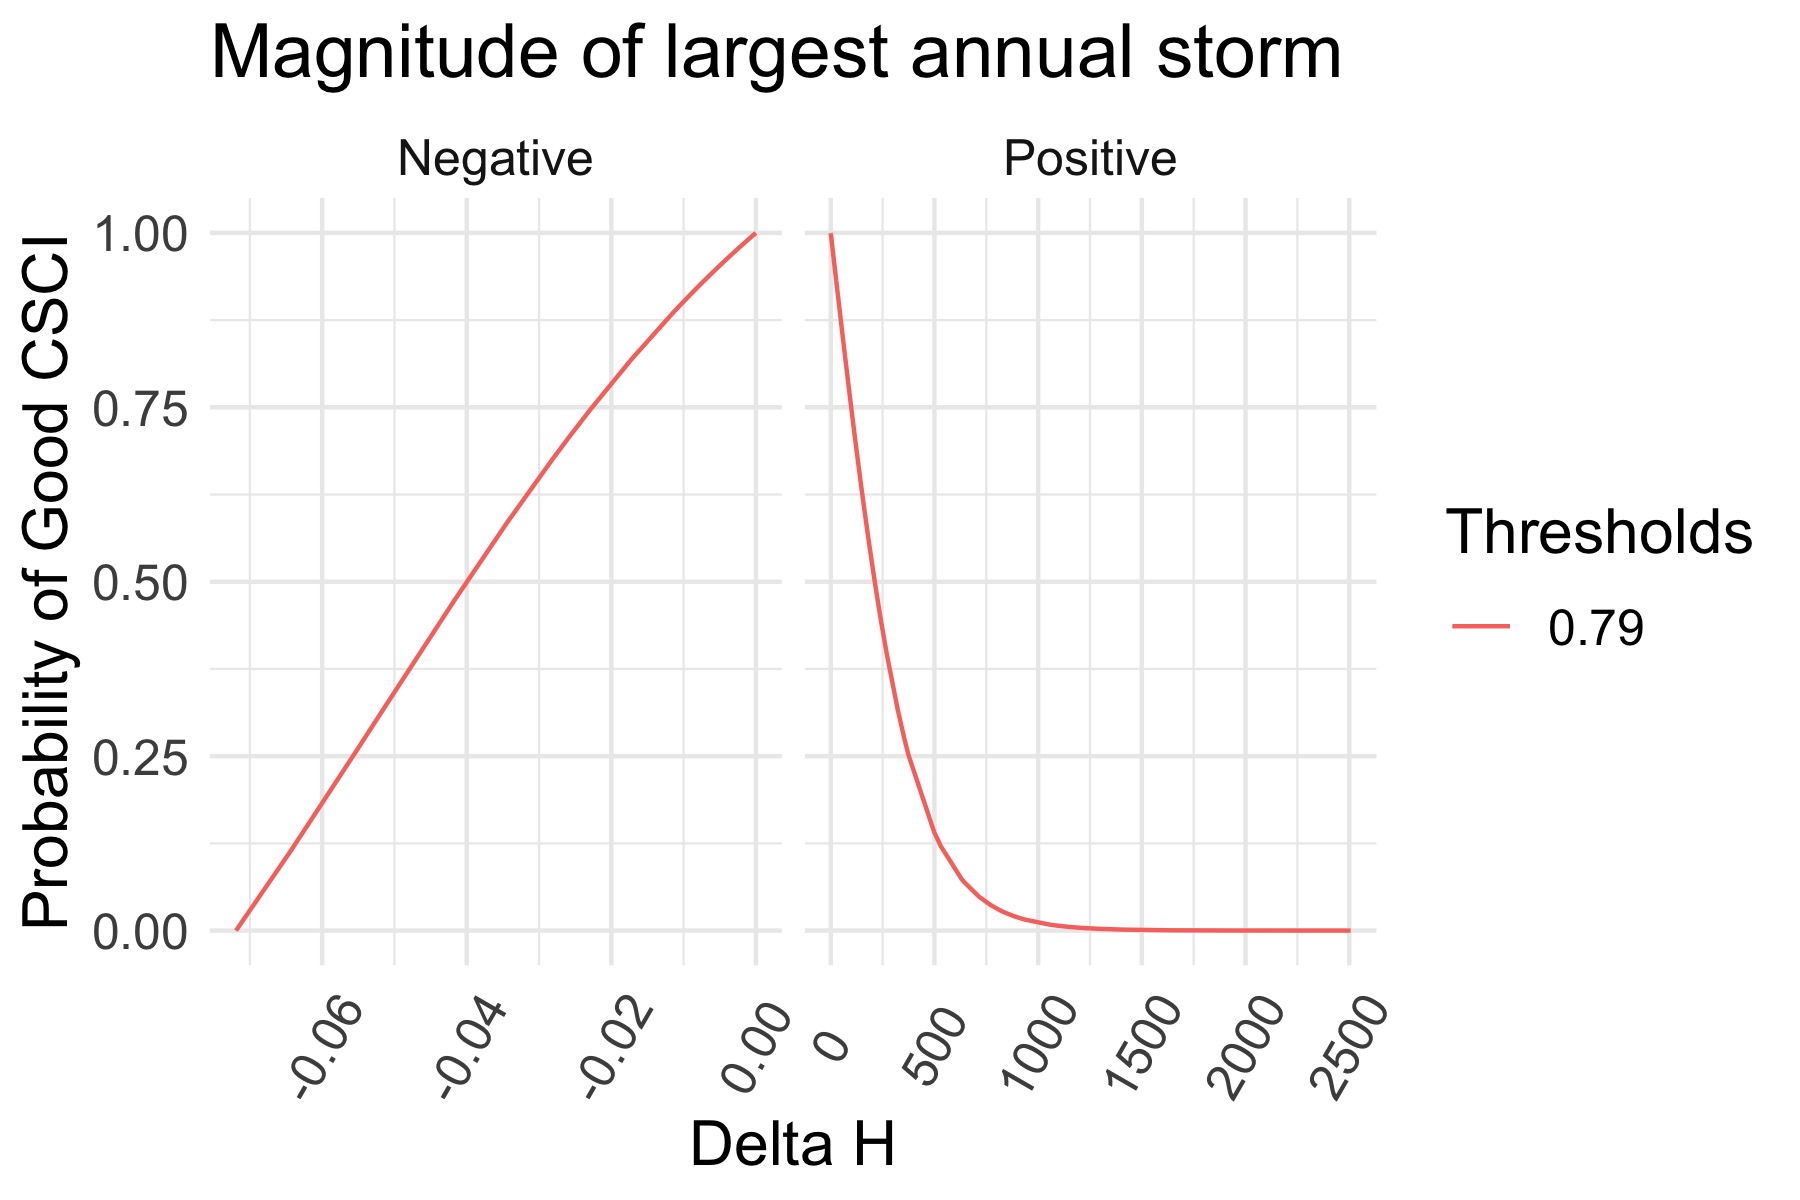 Magnitude of largest annual storm
Negative
Positive
Probability of Good CSCI
1.00
0.75
0.50
0.25
0.00
-0.06
-0.04
-0.02
0.00
0
500
1000
1500
2000
2500
Delta H
Thresholds
0.79